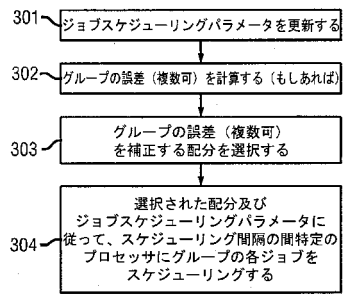 301
ジョブスケジューリングパラメータを更新する
302
グループの誤差（複数可）を計算する（もしあれば）
303
グループの誤差（複数可）
を補正する配分を選択する
304
選択された配分及び
ジョブスケジューリングパラメータに
従って、スケジューリング間隔の間特定の
プロセッサにグループの各ジョブを
スケジューリングする